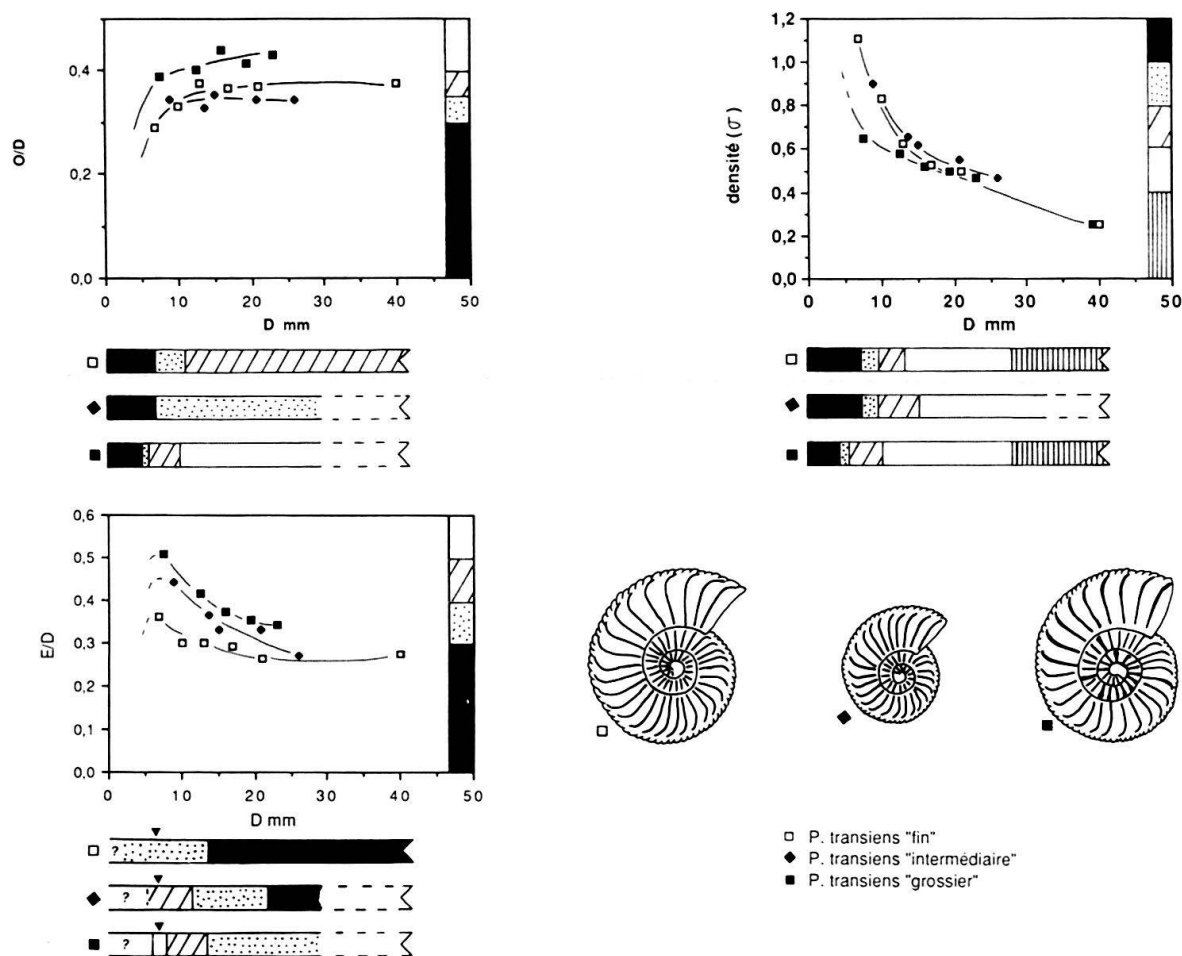 O/D
0,4
0,2
0,0
0 10 20 30 40 50
D mm
densité (σ)
1,2
1,0
0,8
0,6
0,4
0,2
0,0
0 10 20 30 40 50
D mm
E/D
0,6
0,5
0,4
0,3
0,2
0,1
0,0
0 10 20 30 40 50
D mm
?
?
?
P. transiens "fin"
P. transiens "intermédiaire"
P. transiens "grossier"